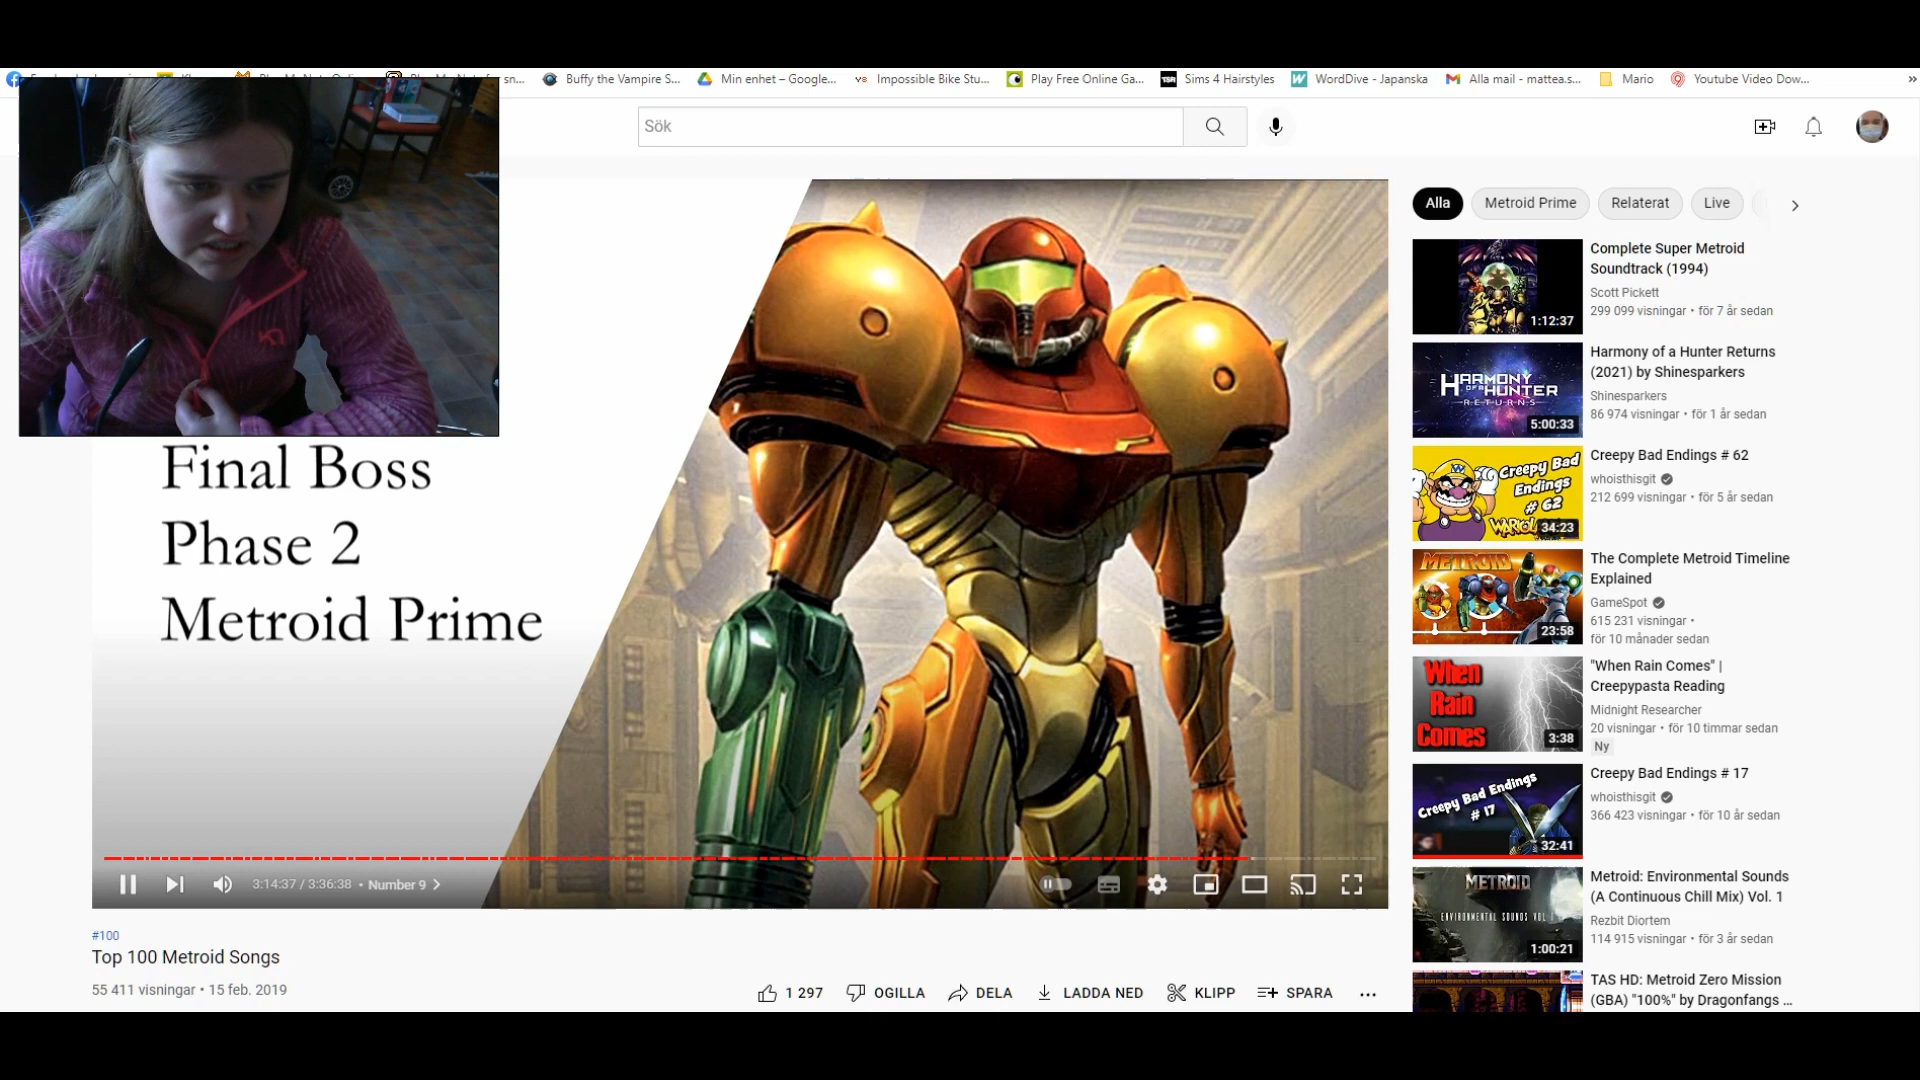 Buffy the Vampire S...
Min enhet – Google...
Impossible Bike Stu...
Play Free Online Ga...
TSR
Sims 4 Hairstyles
WordDive - Japanska
Alla mail - mattea.s...
Mario
Youtube Video Dow...
»
Sök
Alla
Metroid Prime
Relaterat
Live
Final Boss
Phase 2
Metroid Prime
3:14:37 / 3:36:38 • Number 9
#100
Top 100 Metroid Songs
55 411 visningar • 15 feb. 2019
1 297
OGILLA
DELA
LADDA NED
KLIPP
SPARA
...
1:12:37
Complete Super Metroid
Soundtrack (1994)
Scott Pickett
299 099 visningar • för 7 år sedan
HARMONY
OF A HUNTER
RETURNS
5:00:33
Harmony of a Hunter Returns
(2021) by Shinesparkers
Shinesparkers
86 974 visningar • för 1 år sedan
Creepy Bad
Endings
# 62
34:23
Creepy Bad Endings # 62
whoisthisgit
212 699 visningar • för 5 år sedan
METROID
23:58
The Complete Metroid Timeline
Explained
GameSpot
615 231 visningar •
för 10 månader sedan
When
Rain
Comes
3:38
"When Rain Comes" |
Creepypasta Reading
Midnight Researcher
20 visningar • för 10 timmar sedan
Ny
Creepy Bad Endings
# 17
32:41
Creepy Bad Endings # 17
whoisthisgit
366 423 visningar • för 10 år sedan
METROID
ENVIRONMENTAL SOUNDS VOL 1
1:00:21
Metroid: Environmental Sounds
(A Continuous Chill Mix) Vol. 1
Rezbit Diortem
114 915 visningar • för 3 år sedan
TAS HD: Metroid Zero Mission
(GBA) "100%" by Dragonfangs ...